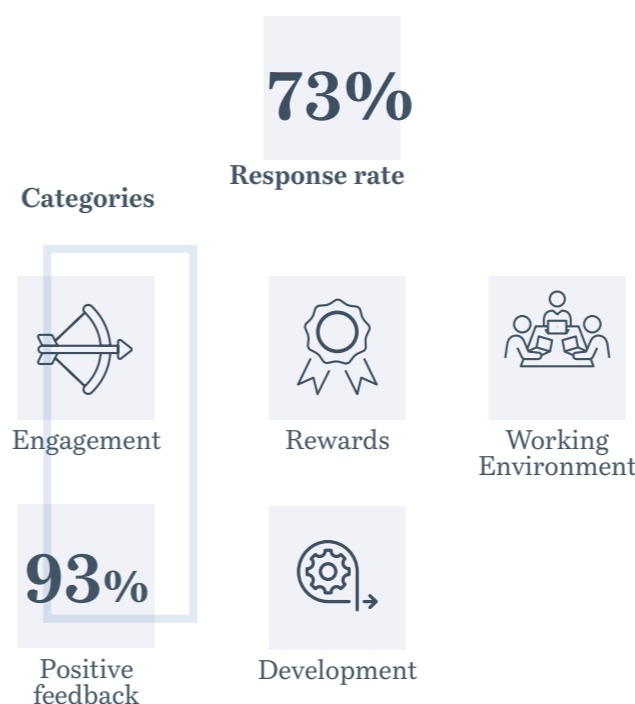 73%
Response rate
Categories
Engagement
Rewards
Working
Environment
93%
Positive
feedback
Development